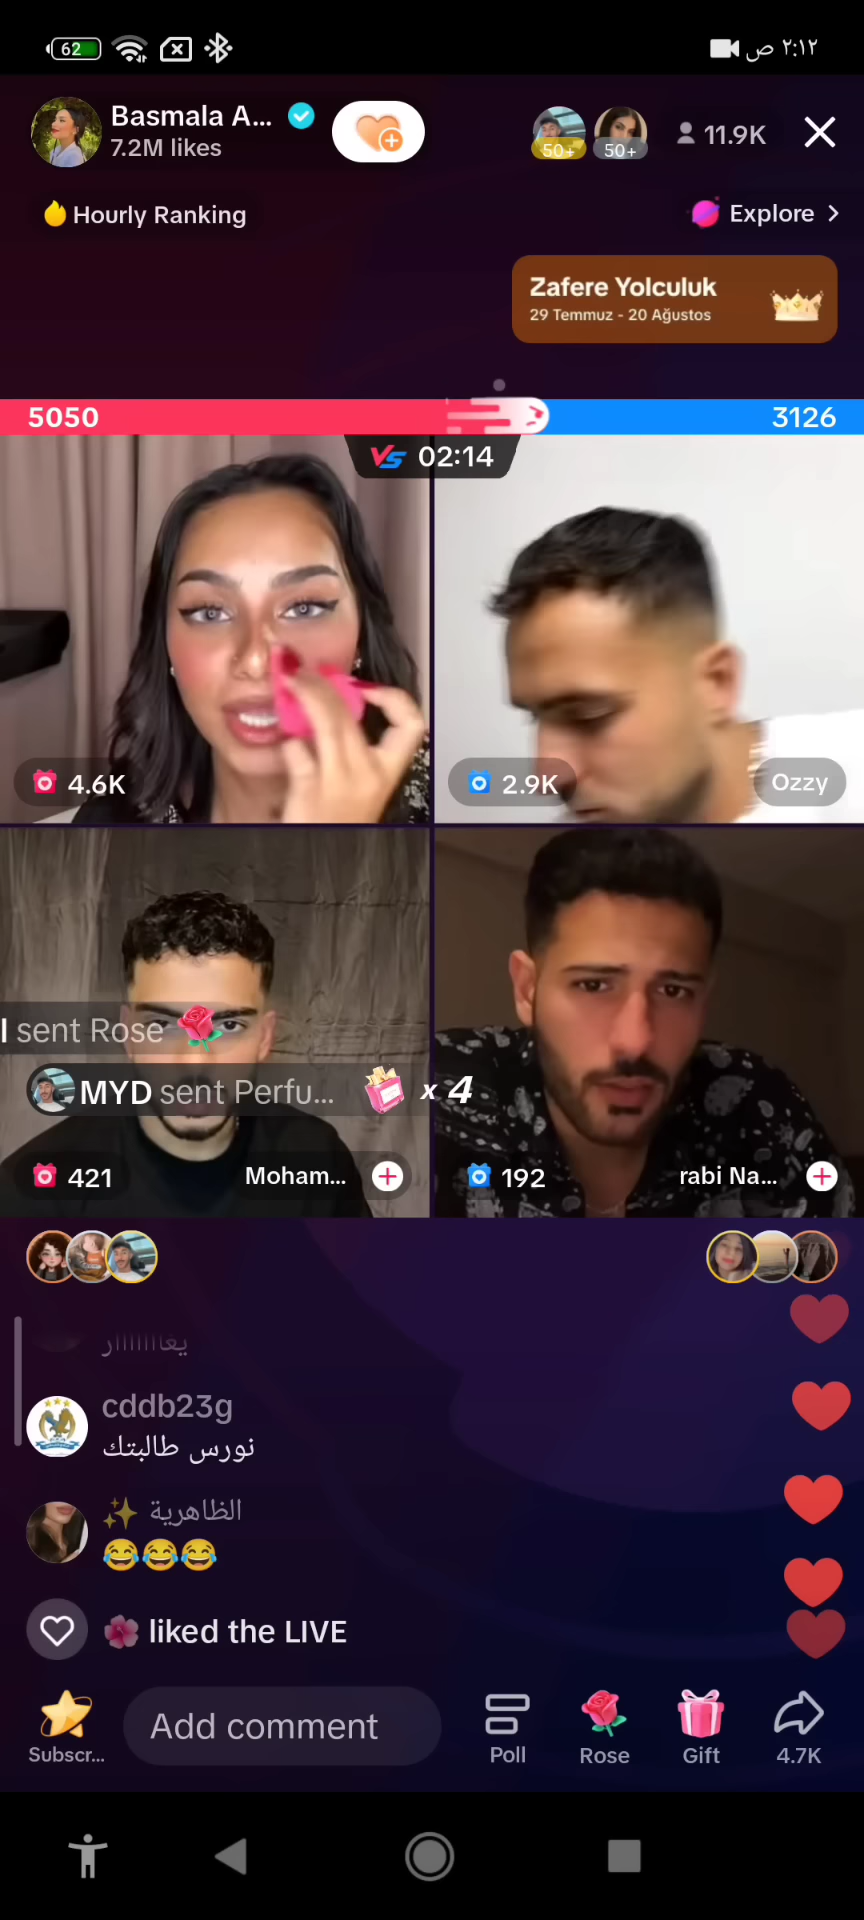 62
٢:١٢ ص
Basmala A...
7.2M likes
50+
50+
11.9K
Hourly Ranking
Explore
Zafere Yolculuk
29 Temmuz - 20 Ağustos
5050
3126
VS 02:14
4.6K
2.9K
Ozzy
sent Rose
MYD sent Perfu...
x 4
421
Moham...
192
rabi Na...
cddb23g
نورس طالبتك
الظاهرية ✨
😂😂😂
🌺 liked the LIVE
Subscr...
Add comment
Poll
Rose
Gift
4.7K